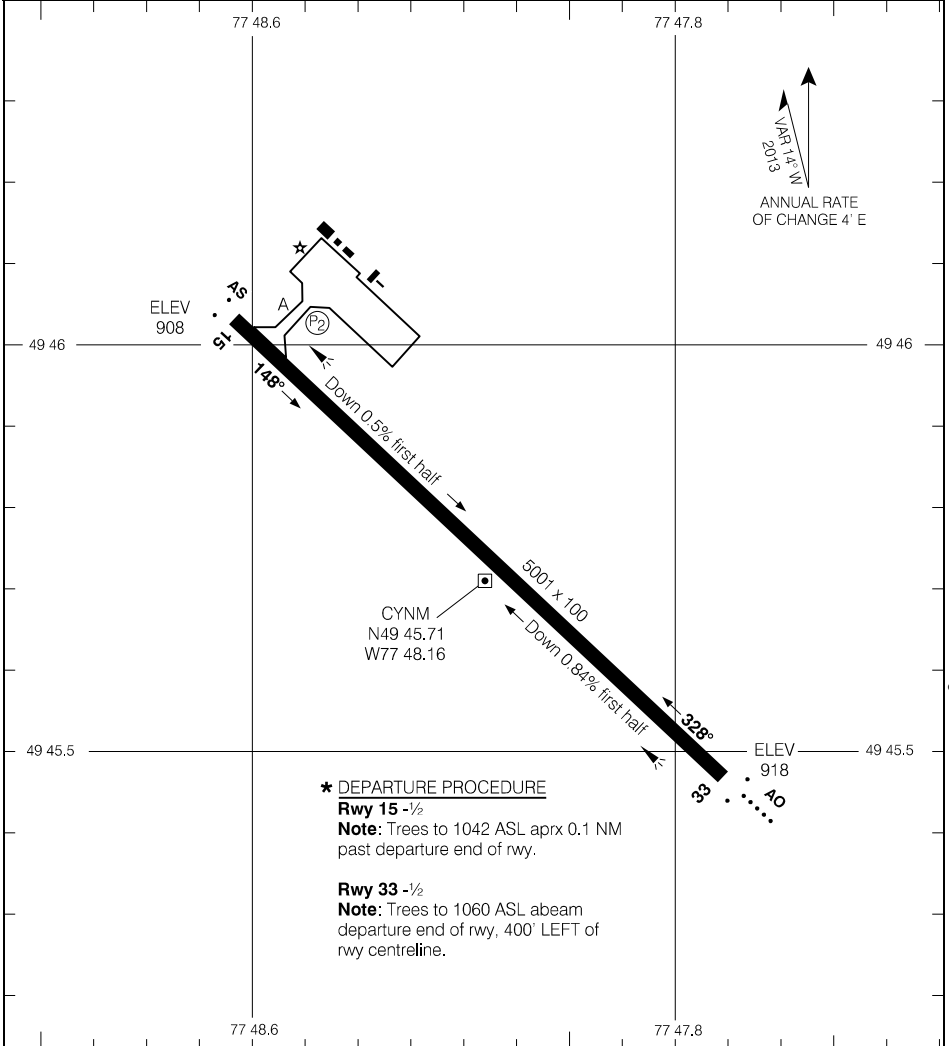 77 48.6
77 47.8
VAR 14° W
2013
ANNUAL RATE
OF CHANGE 4' E
AS
A
ELEV
908
P2
15
49 46
49 46
148°
Down 0.5% first half
5001 x 100
CYNM
N49 45.71
W77 48.16
Down 0.84% first half
328°
49 45.5
ELEV
918
49 45.5
33
AO
* DEPARTURE PROCEDURE
Rwy 15 -½
Note: Trees to 1042 ASL aprx 0.1 NM
past departure end of rwy.
Rwy 33 -½
Note: Trees to 1060 ASL abeam
departure end of rwy, 400' LEFT of
rwy centreline.
77 48.6
77 47.8